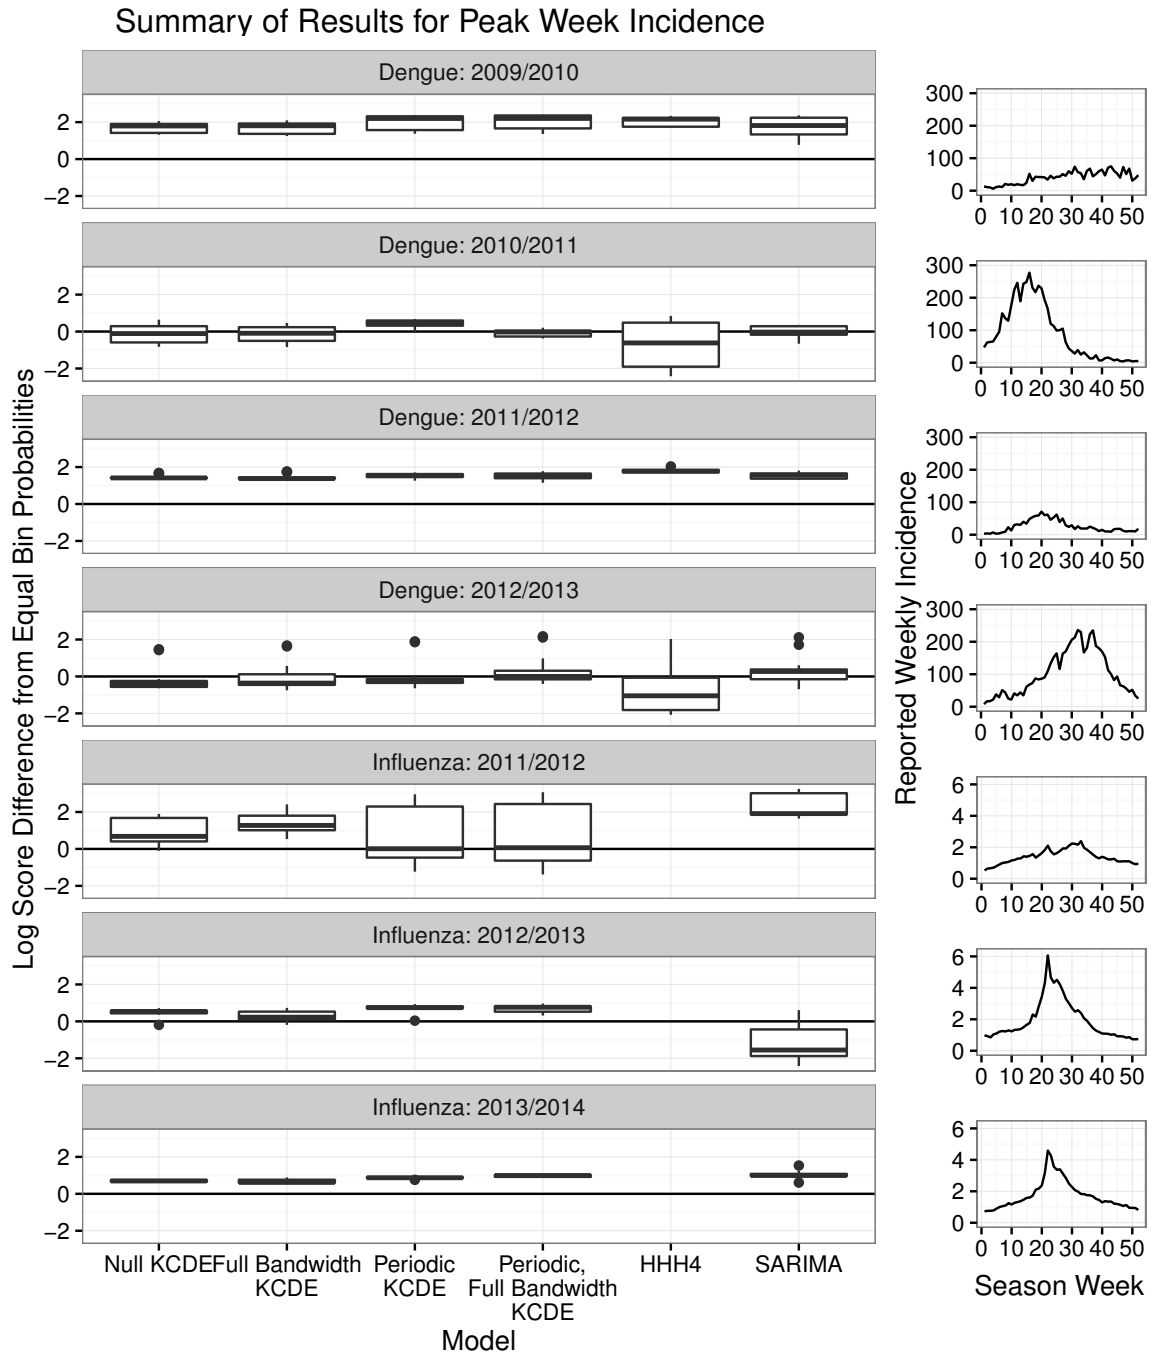 Summary of Results for Peak Week Incidence
Log Score Difference from Equal Bin Probabilities
Dengue: 2009/2010
2
0
−2
Dengue: 2010/2011
2
0
−2
Dengue: 2011/2012
2
0
−2
Dengue: 2012/2013
2
0
−2
Influenza: 2011/2012
2
0
−2
Influenza: 2012/2013
2
0
−2
Influenza: 2013/2014
2
0
−2
Null KCDE
Full Bandwidth
KCDE
Periodic
KCDE
Periodic,
Full Bandwidth
KCDE
HHH4
SARIMA
Model
Reported Weekly Incidence
300
200
100
0
0 10 20 30 40 50
300
200
100
0
0 10 20 30 40 50
300
200
100
0
0 10 20 30 40 50
300
200
100
0
0 10 20 30 40 50
6
4
2
0
0 10 20 30 40 50
6
4
2
0
0 10 20 30 40 50
6
4
2
0
0 10 20 30 40 50
Season Week